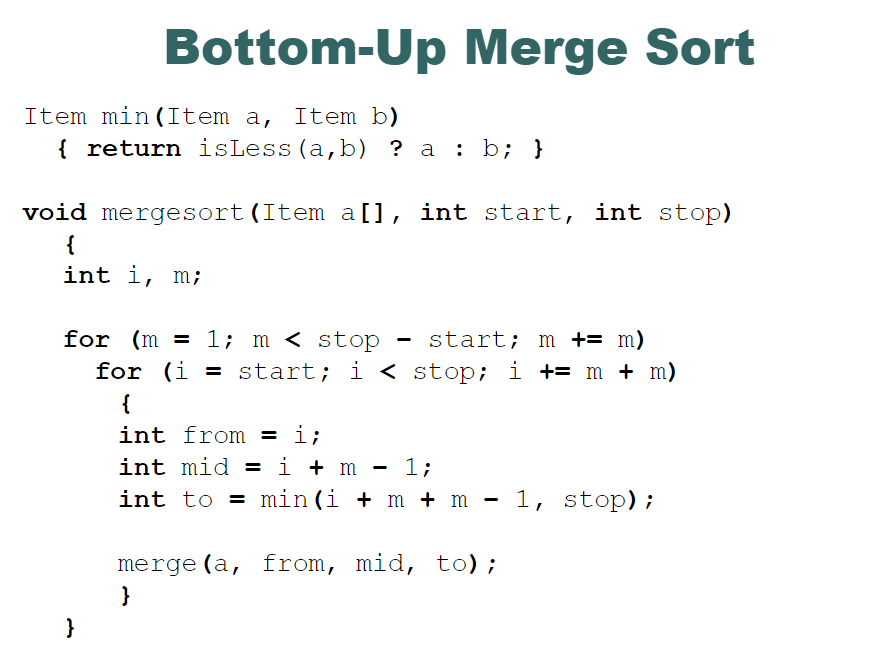 Bottom-Up Merge Sort
Item min(Item a, Item b)
{ return isLess(a,b) ? a : b; }
void mergesort(Item a[], int start, int stop)
{
int i, m;
for (m = 1; m < stop - start; m += m)
for (i = start; i < stop; i += m + m)
{
int from = i;
int mid = i + m - 1;
int to = min(i + m + m - 1, stop);
merge(a, from, mid, to);
}
}